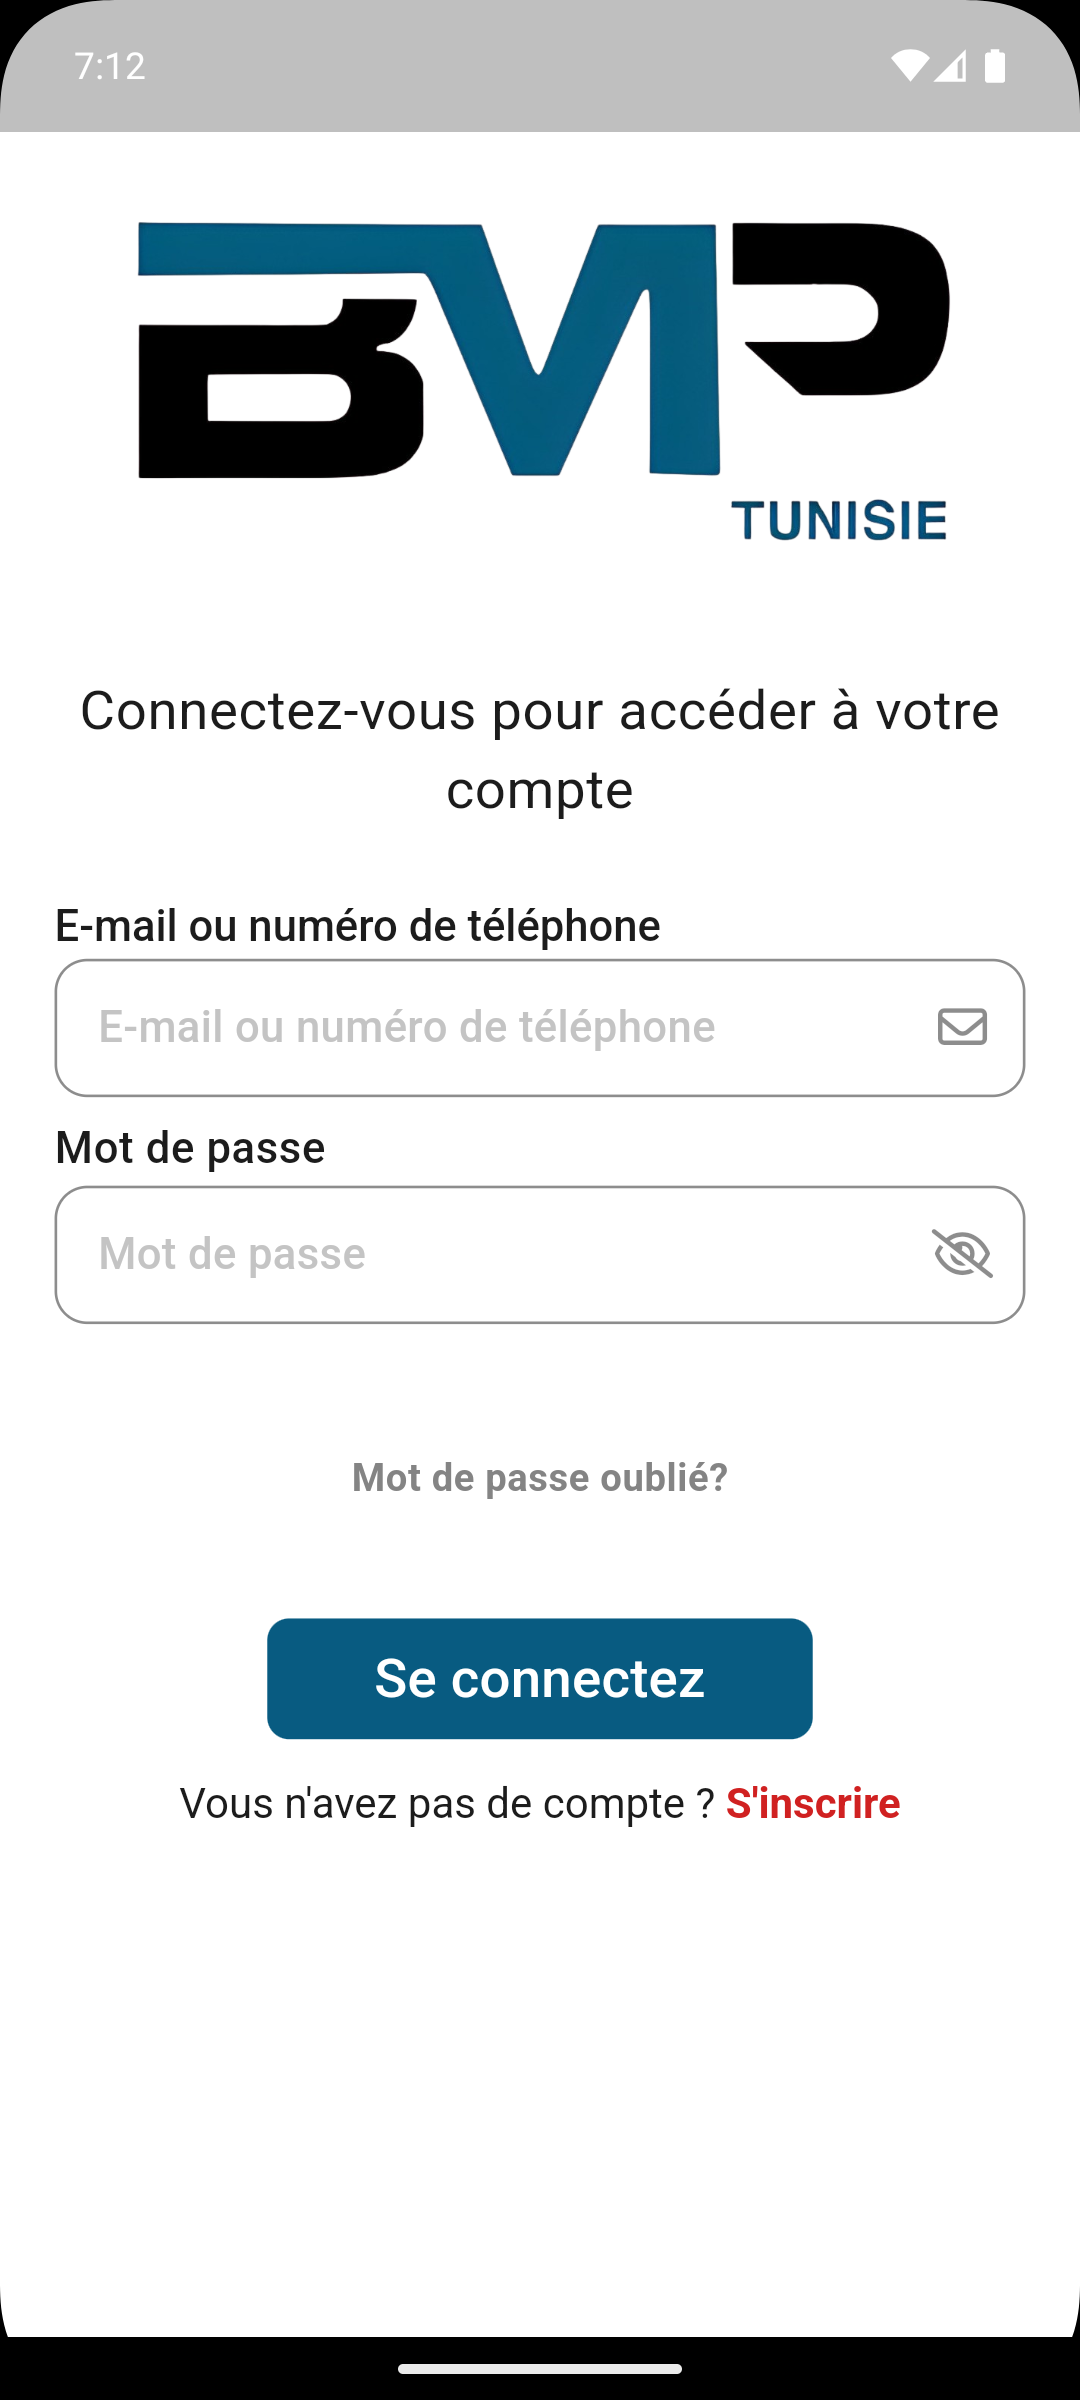 7:12
BMP
TUNISIE
Connectez-vous pour accéder à votre
compte
E-mail ou numéro de téléphone
E-mail ou numéro de téléphone
Mot de passe
Mot de passe
Mot de passe oublié?
Se connectez
Vous n'avez pas de compte ? S'inscrire